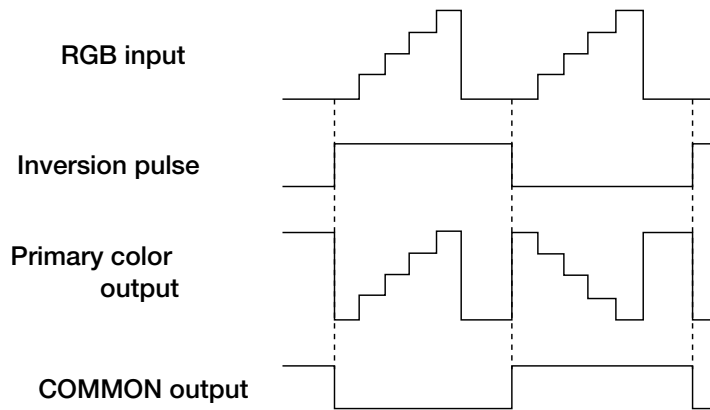 RGB input
Inversion pulse
Primary color
output
COMMON output